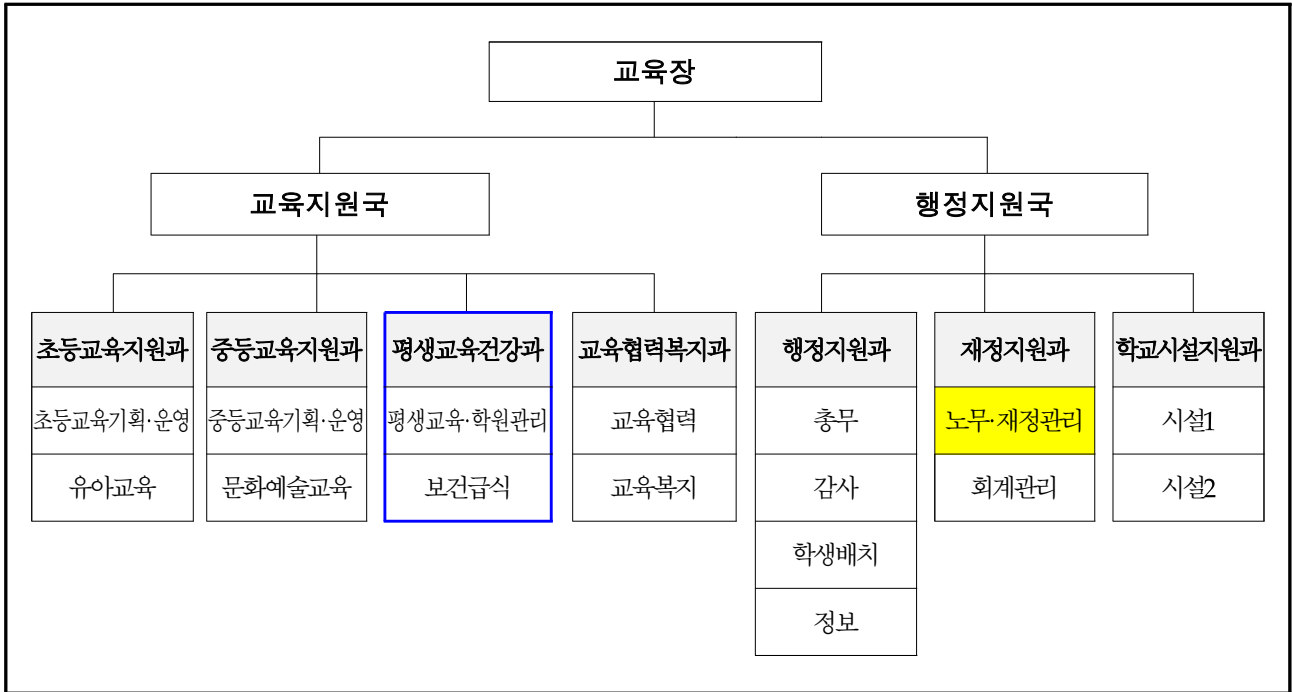 교육장
교육지원국
행정지원국
초등교육지원과
중등교육지원과
평생교육건강과
교육협력복지과
행정지원과
재정지원과
학교시설지원과
초등교육기획·운영
중등교육기획·운영
평생교육·학원관리
교육협력
총무
노무·재정관리
시설1
유아교육
문화예술교육
보건급식
교육복지
감사
회계관리
시설2
학생배치
정보